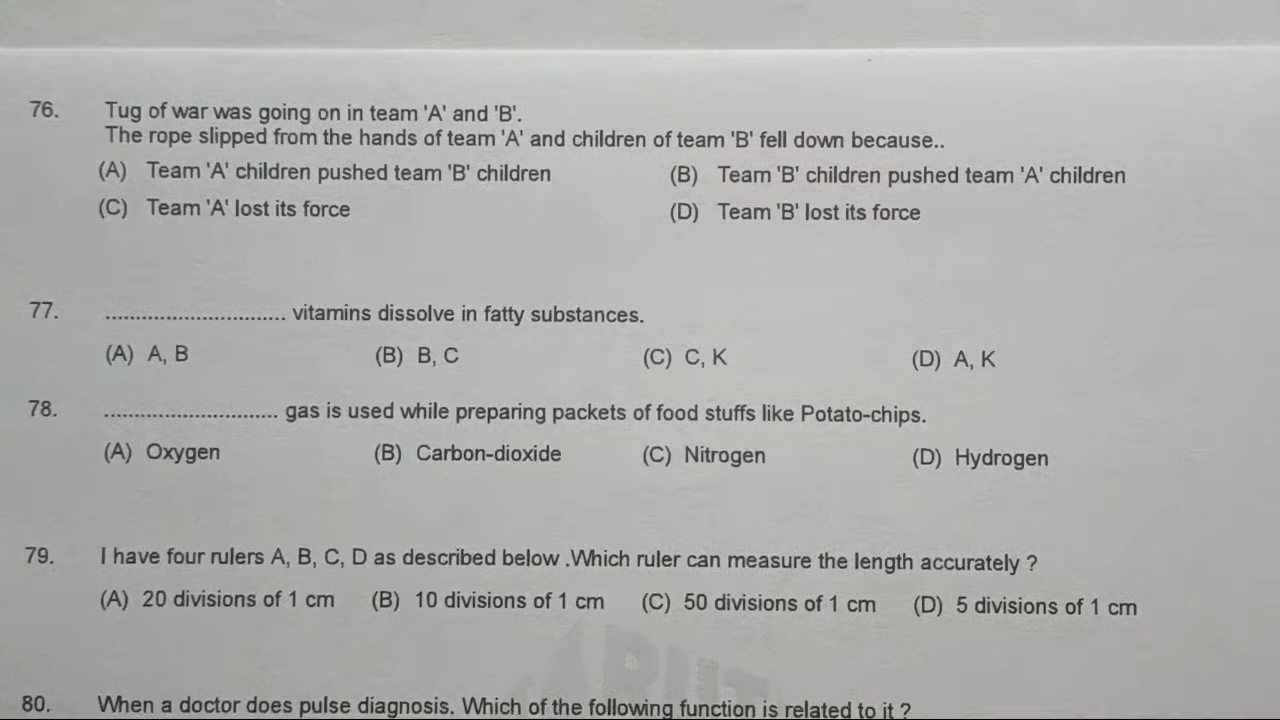 76. Tug of war was going on in team 'A' and 'B'.
The rope slipped from the hands of team 'A' and children of team 'B' fell down because..
(A) Team 'A' children pushed team 'B' children (B) Team 'B' children pushed team 'A' children
(C) Team 'A' lost its force (D) Team 'B' lost its force
77. .............................. vitamins dissolve in fatty substances.
(A) A, B (B) B, C (C) C, K (D) A, K
78. ............................. gas is used while preparing packets of food stuffs like Potato-chips.
(A) Oxygen (B) Carbon-dioxide (C) Nitrogen (D) Hydrogen
79. I have four rulers A, B, C, D as described below .Which ruler can measure the length accurately ?
(A) 20 divisions of 1 cm (B) 10 divisions of 1 cm (C) 50 divisions of 1 cm (D) 5 divisions of 1 cm
80. When a doctor does pulse diagnosis. Which of the following function is related to it ?